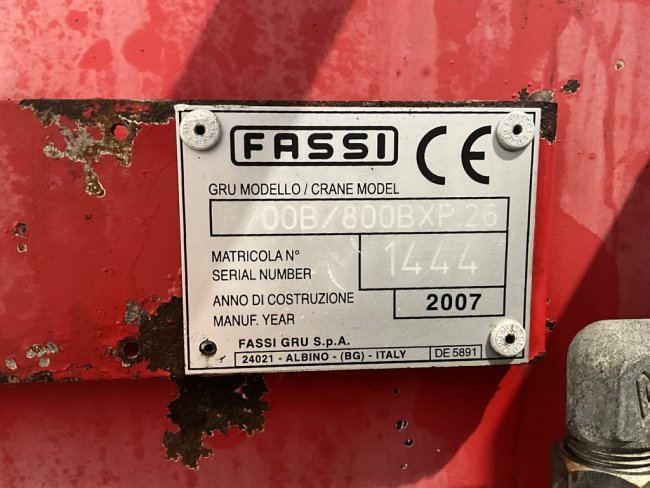 FASSI CE
GRU MODELLO / CRANE MODEL
00B/800BXP.26
MATRICOLA N°
SERIAL NUMBER
1444
ANNO DI COSTRUZIONE
MANUF. YEAR
2007
FASSI GRU S.p.A.
24021 - ALBINO - (BG) - ITALY DE 5891